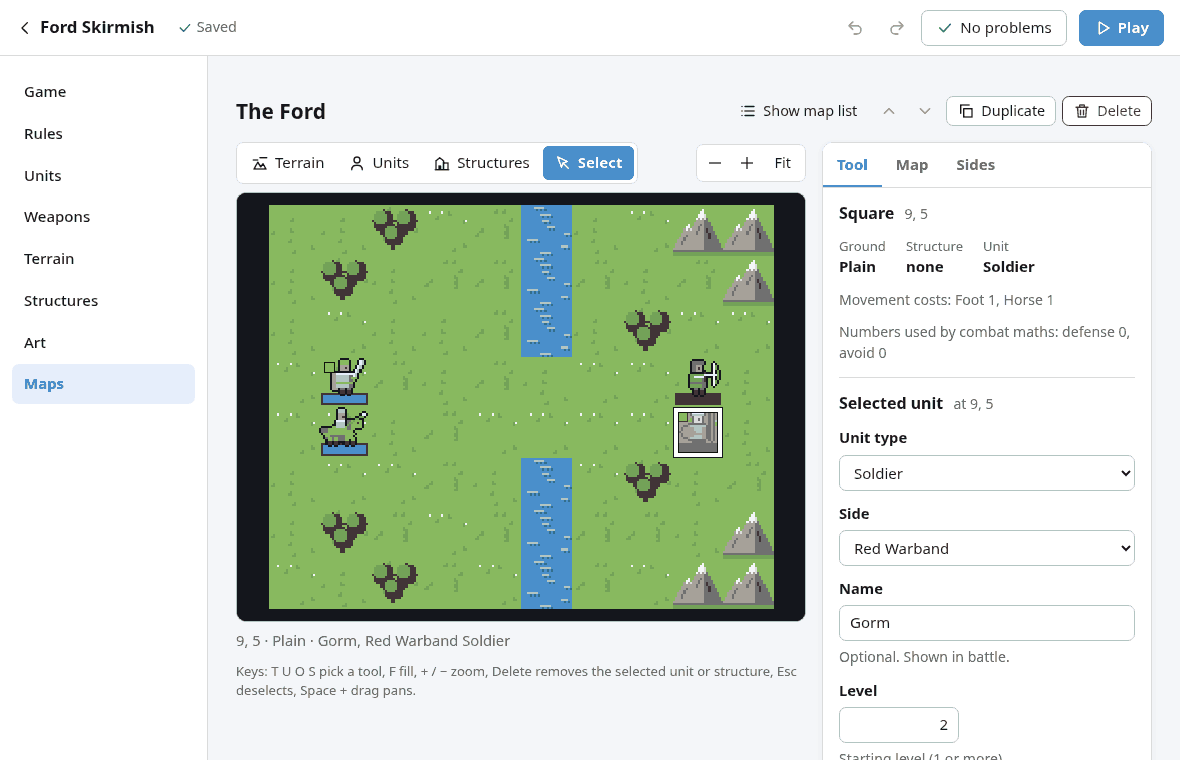 Ford Skirmish
Saved
No problems
Play
Game
Rules
Units
Weapons
Terrain
Structures
Art
Maps
The Ford
Show map list
Duplicate
Delete
Terrain
Units
Structures
Select
Fit
Tool
Map
Sides
Square 9, 5
Ground Structure Unit
Plain none Soldier
Movement costs: Foot 1, Horse 1
Numbers used by combat maths: defense 0,
avoid 0
Selected unit at 9, 5
Unit type
Soldier
Side
Red Warband
Name
Gorm
Optional. Shown in battle.
Level
2
Starting level (1 or more)
9, 5 · Plain · Gorm, Red Warband Soldier
Keys: T U O S pick a tool, F fill, + / − zoom, Delete removes the selected unit or structure, Esc
deselects, Space + drag pans.